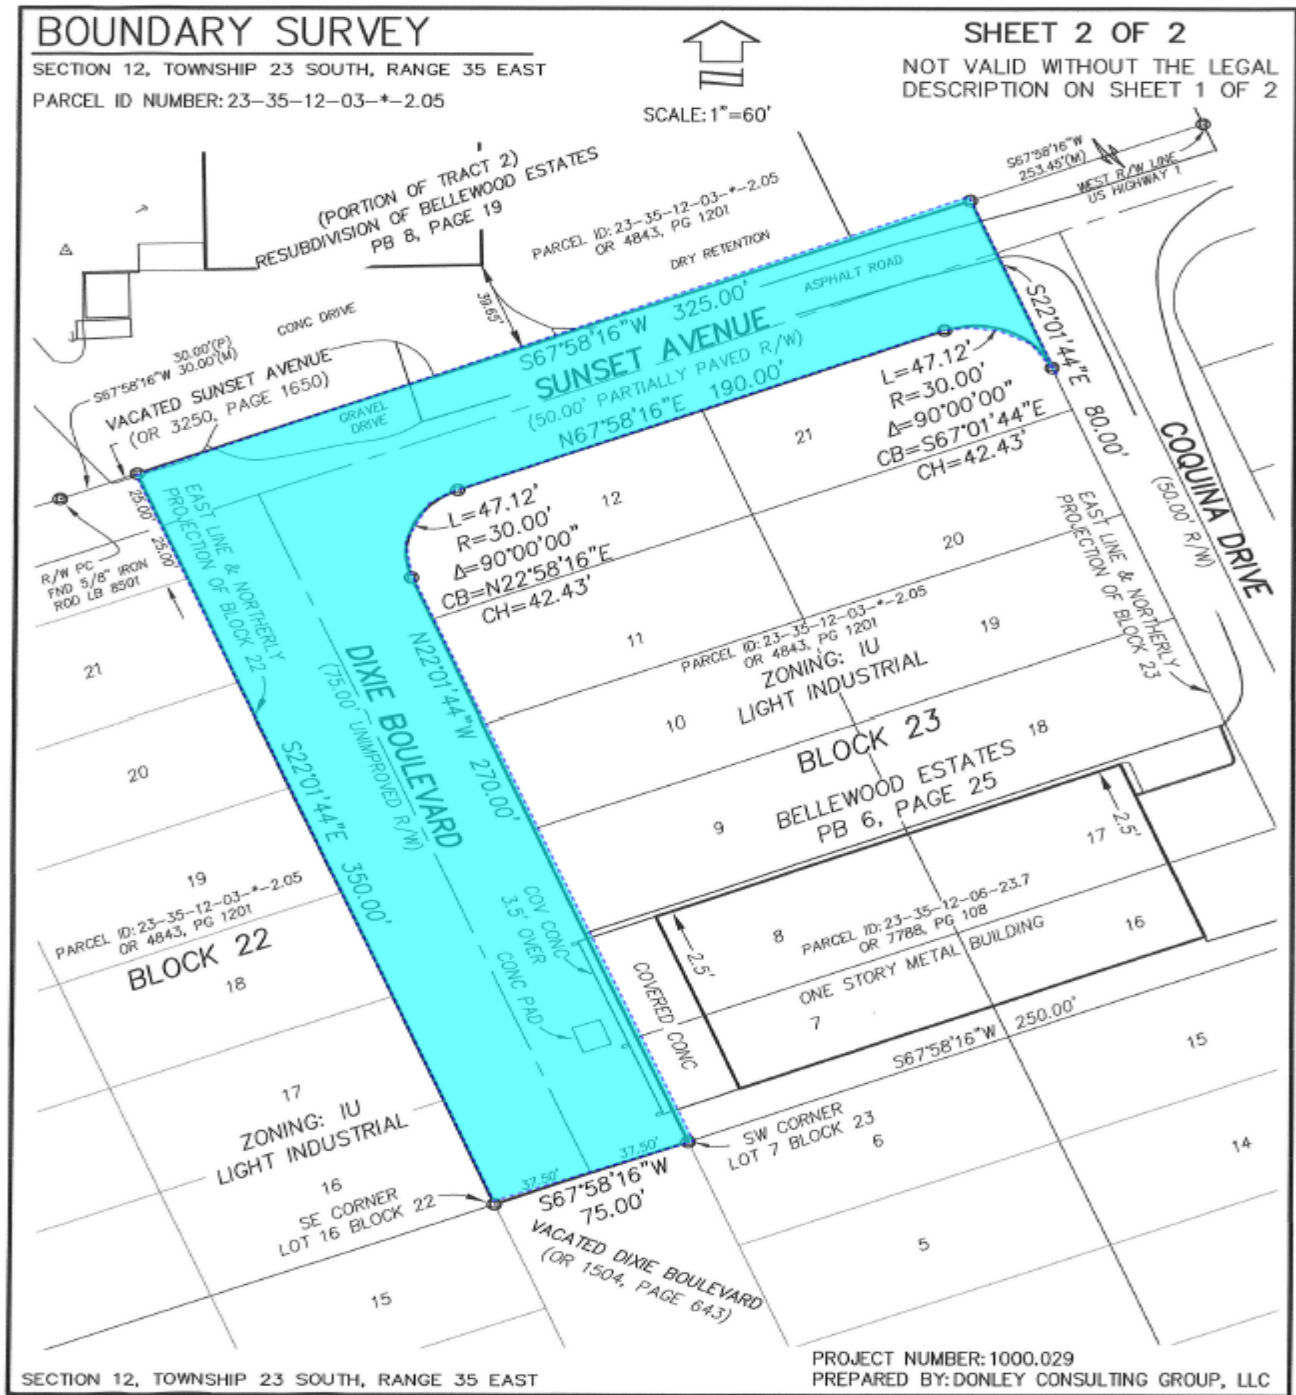 BOUNDARY SURVEY
SECTION 12, TOWNSHIP 23 SOUTH, RANGE 35 EAST
PARCEL ID NUMBER: 23-35-12-03-*-2.05
SCALE: 1"=60'
SHEET 2 OF 2
NOT VALID WITHOUT THE LEGAL
DESCRIPTION ON SHEET 1 OF 2
(PORTION OF TRACT 2)
RESUBDIVISION OF BELLEWOOD ESTATES
PB 8, PAGE 19
PARCEL ID: 23-35-12-03-*-2.05
OR 4843, PG 1201
DRY RETENTION
S67°58'16"W
253.45'(M)
WEST R/W LINE
US HIGHWAY 1
ASPHALT ROAD
39.65'
CONC DRIVE
30.00'(P)
S67°58'16"W 30.00'(M)
VACATED SUNSET AVENUE
(OR 3250, PAGE 1650)
GRAVEL
DRIVE
S67°58'16"W 325.00'
SUNSET AVENUE
(50.00' PARTIALLY PAVED R/W)
N67°58'16"E 190.00'
S22°01'44"E 80.00'
L=47.12'
R=30.00'
Δ=90°00'00"
CB=S67°01'44"E
CH=42.43'
COQUINA DRIVE
(50.00' R/W)
EAST LINE & NORTHERLY
PROJECTION OF BLOCK 23
25.00'
25.00'
R/W PC
FND 5/8" IRON
ROD LB 8501
EAST LINE & NORTHERLY
PROJECTION OF BLOCK 22
L=47.12'
R=30.00'
Δ=90°00'00"
CB=N22°58'16"E
CH=42.43'
21
12
20
11
19
PARCEL ID: 23-35-12-03-*-2.05
OR 4843, PG 1201
ZONING: IU
LIGHT INDUSTRIAL
10
BLOCK 23
18
BELLEWOOD ESTATES
PB 6, PAGE 25
9
17
2.5'
DIXIE BOULEVARD
(75.00' UNIMPROVED R/W)
N22°01'44"W 270.00'
S22°01'44"E 350.00'
21
20
19
PARCEL ID: 23-35-12-03-*-2.05
OR 4843, PG 1201
BLOCK 22
18
17
ZONING: IU
LIGHT INDUSTRIAL
16
SE CORNER
LOT 16 BLOCK 22
15
COV CONC
3.5' OVER
CONC PAD
COVERED CONC
2.5'
8
PARCEL ID: 23-35-12-06-23.7
OR 7788, PG 108
ONE STORY METAL BUILDING
16
7
S67°58'16"W 250.00'
15
SW CORNER
LOT 7 BLOCK 23
6
14
5
37.50'
37.50'
S67°58'16"W
75.00'
VACATED DIXIE BOULEVARD
(OR 1504, PAGE 643)
SECTION 12, TOWNSHIP 23 SOUTH, RANGE 35 EAST
PROJECT NUMBER: 1000.029
PREPARED BY: DONLEY CONSULTING GROUP, LLC